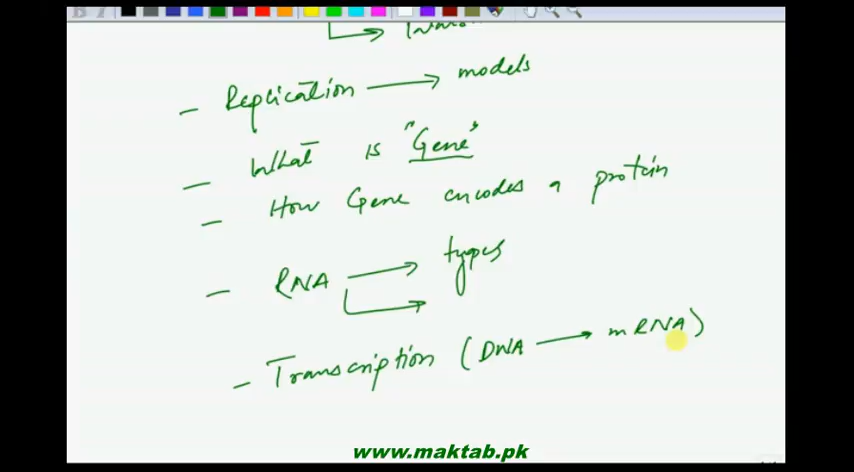 - Replication → models
- What is "Gene"
- How Gene encodes a protein
- RNA → types
- Transcription (DNA → mRNA)
www.maktab.pk